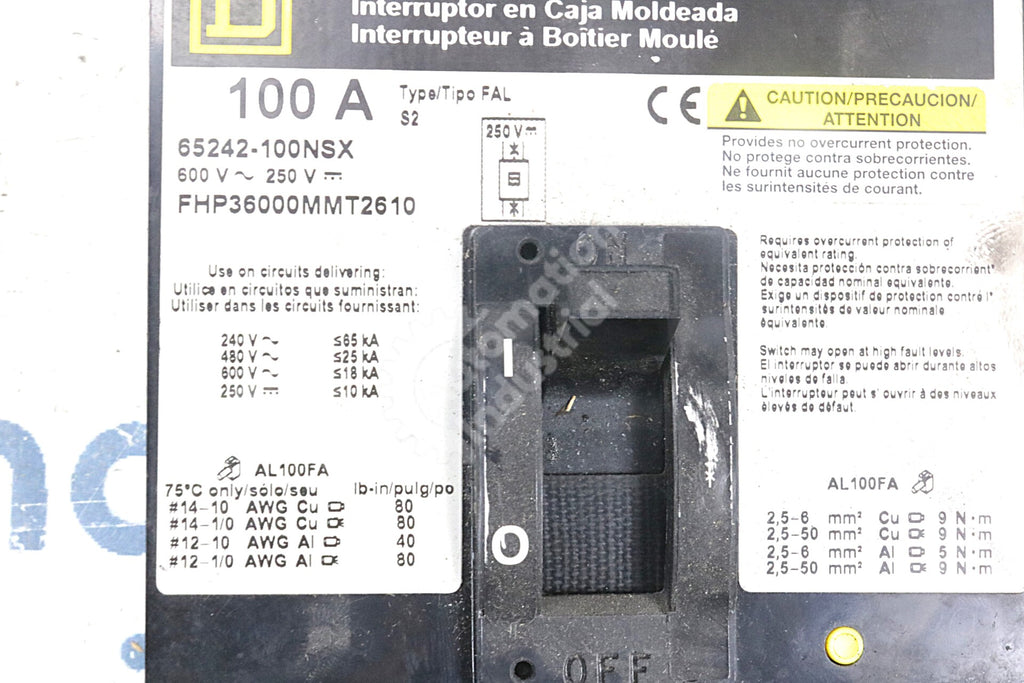 Interruptor en Caja Moldeada
Interrupteur à Boîtier Moulé
100 A
Type/Tipo FAL
S2
CE
CAUTION/PRECAUCION/
ATTENTION
65242-100NSX
600 V ~ 250 V ⎓
FHP36000MMT2610
250 V ⎓
Provides no overcurrent protection.
No protege contra sobrecorrientes.
Ne fournit aucune protection contre
les surintensités de courant.
ON
Use on circuits delivering:
Utilice en circuitos que suministran:
Utiliser dans les circuits fournissant:
240 V ~ ≤65 kA
480 V ~ ≤25 kA
600 V ~ ≤18 kA
250 V ⎓ ≤10 kA
Requires overcurrent protection of
equivalent rating.
Necesita protección contra sobrecorrient
de capacidad nominal equivalente.
Exige un dispositif de protection contre l
surintensités de valeur nominale
équivalente.
Switch may open at high fault levels.
El interruptor se puede abrir durante altos
niveles de falla.
L'interrupteur peut s'ouvrir à des niveaux
élevés de défaut.
I
O
OFF
AL100FA
75°C only/sólo/seu lb-in/pulg/po
#14-10 AWG Cu 80
#14-1/0 AWG Cu 80
#12-10 AWG Al 40
#12-1/0 AWG Al 80
AL100FA
2,5-6 mm² Cu 9 N·m
2,5-50 mm² Cu 9 N·m
2,5-6 mm² Al 5 N·m
2,5-50 mm² Al 9 N·m
Automation
Industrial